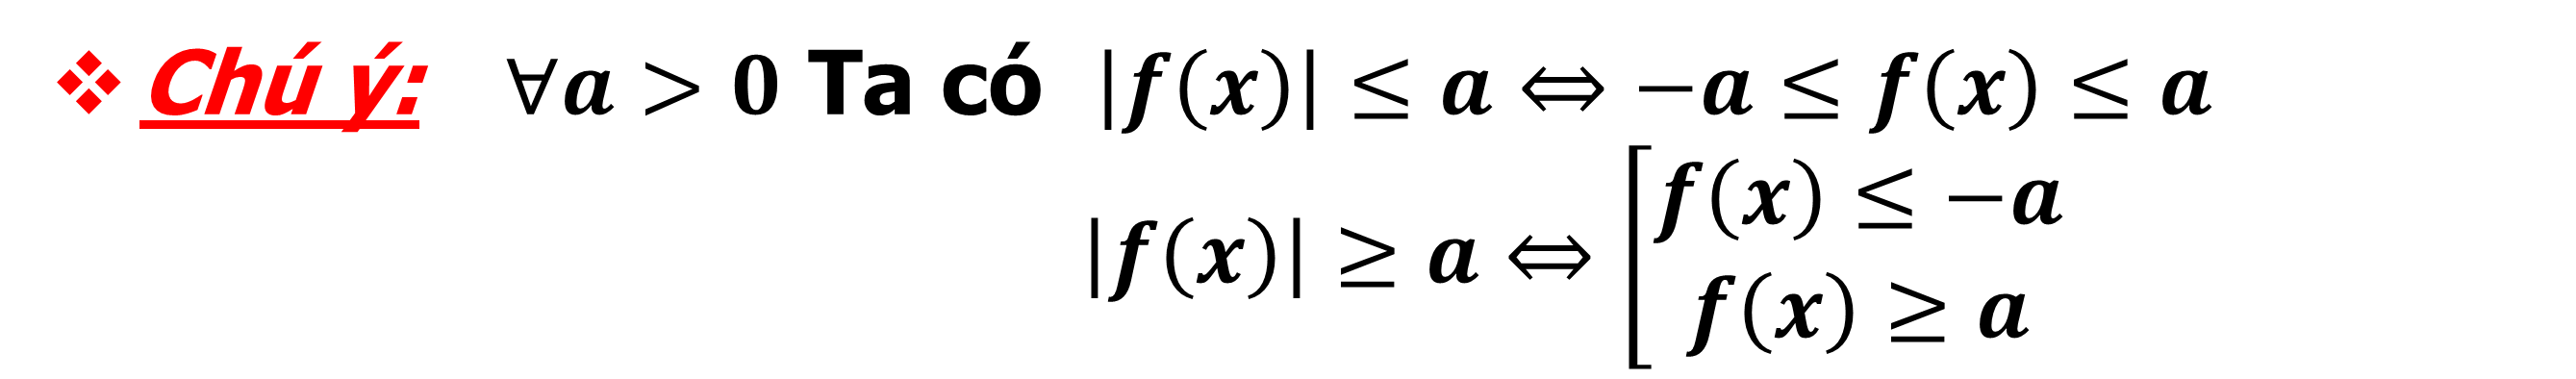 ❖ Chú ý: ∀a > 0 Ta có |f(x)| ≤ a ⇔ −a ≤ f(x) ≤ a
|f(x)| ≥ a ⇔ [f(x) ≤ −a
f(x) ≥ a